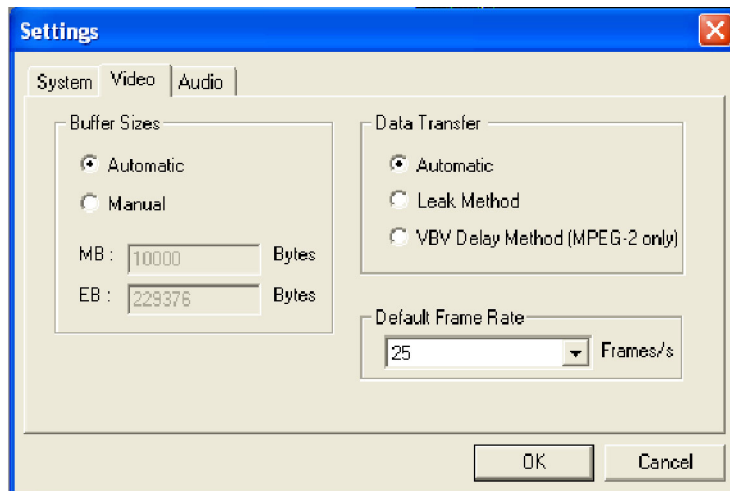 Settings
System Video Audio
Buffer Sizes
Automatic
Manual
MB : 10000 Bytes
EB : 229376 Bytes
Data Transfer
Automatic
Leak Method
VBV Delay Method (MPEG-2 only)
Default Frame Rate
25 Frames/s
OK Cancel